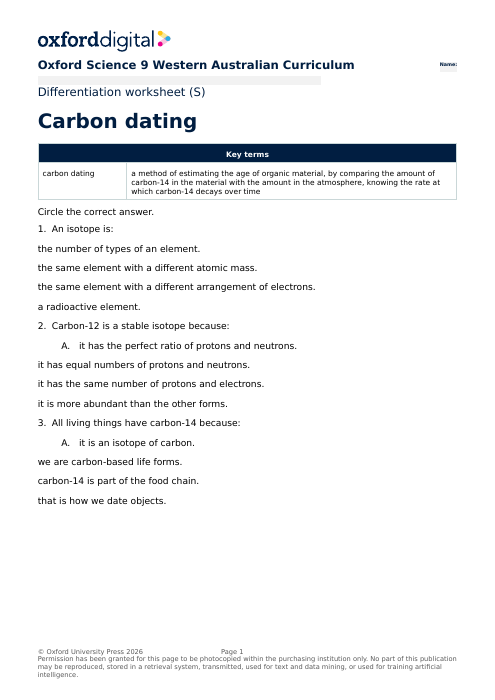 oxforddigital
Oxford Science 9 Western Australian Curriculum
Name:
Differentiation worksheet (S)
Carbon dating
Key terms
carbon dating
a method of estimating the age of organic material, by comparing the amount of
carbon-14 in the material with the amount in the atmosphere, knowing the rate at
which carbon-14 decays over time
Circle the correct answer.
1. An isotope is:
the number of types of an element.
the same element with a different atomic mass.
the same element with a different arrangement of electrons.
a radioactive element.
2. Carbon-12 is a stable isotope because:
A. it has the perfect ratio of protons and neutrons.
it has equal numbers of protons and neutrons.
it has the same number of protons and electrons.
it is more abundant than the other forms.
3. All living things have carbon-14 because:
A. it is an isotope of carbon.
we are carbon-based life forms.
carbon-14 is part of the food chain.
that is how we date objects.
© Oxford University Press 2026 Page 1
Permission has been granted for this page to be photocopied within the purchasing institution only. No part of this publication
may be reproduced, stored in a retrieval system, transmitted, used for text and data mining, or used for training artificial
intelligence.